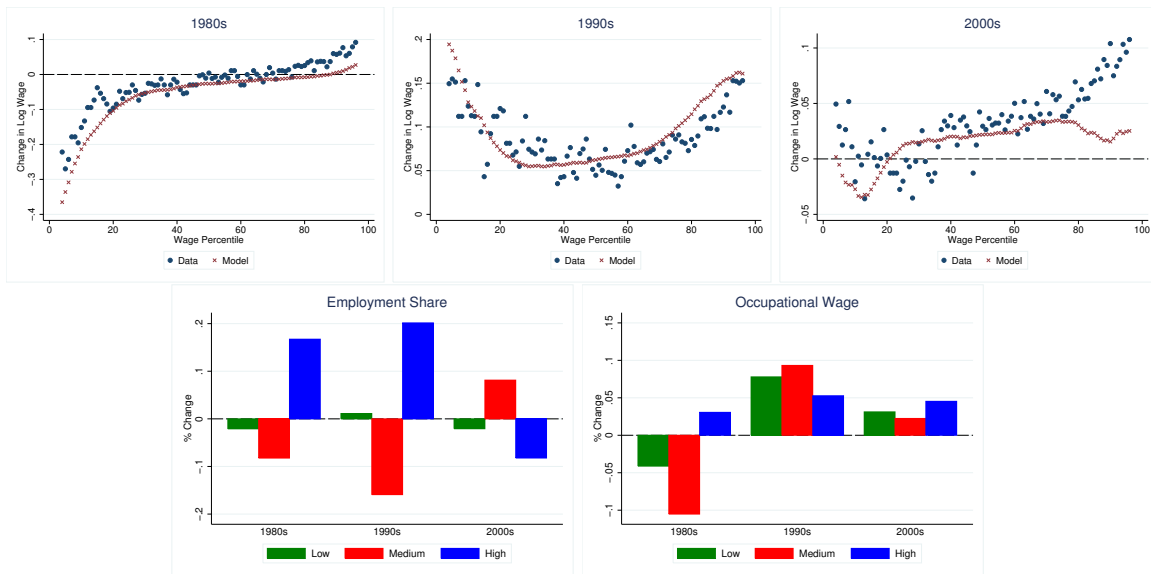 1980s
Change in Log Wage
.1
0
-.1
-.2
-.3
-.4
0 20 40 60 80 100
Wage Percentile
Data Model
1990s
Change in Log Wage
.2
.15
.1
.05
0
0 20 40 60 80 100
Wage Percentile
Data Model
2000s
Change in Log Wage
.1
.05
0
-.05
0 20 40 60 80 100
Wage Percentile
Data Model
Employment Share
% Change
.2
.1
0
-.1
-.2
1980s 1990s 2000s
Low Medium High
Occupational Wage
% Change
.15
.1
.05
0
-.05
-.1
1980s 1990s 2000s
Low Medium High